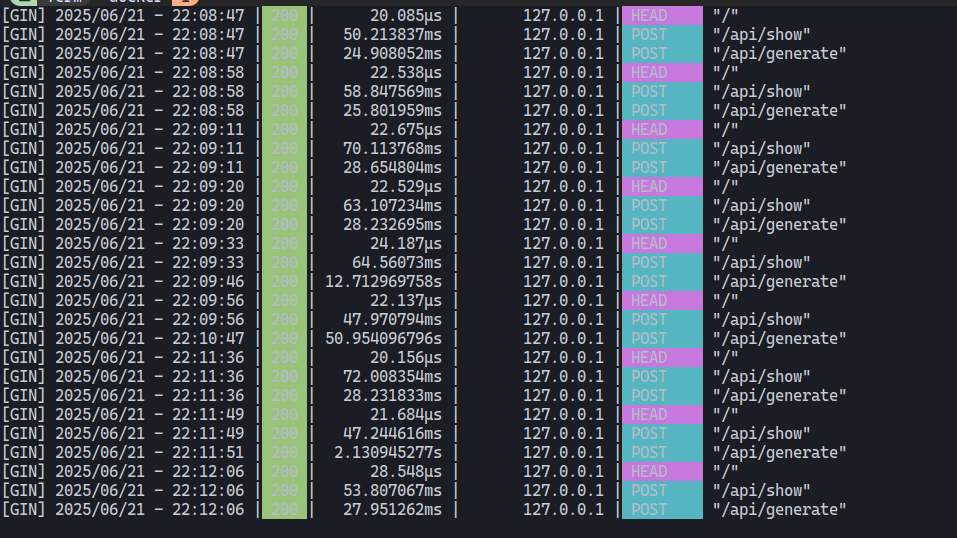 [GIN] 2025/06/21 - 22:08:47 | 200 | 20.085µs | 127.0.0.1 | HEAD "/"
[GIN] 2025/06/21 - 22:08:47 | 200 | 50.213837ms | 127.0.0.1 | POST "/api/show"
[GIN] 2025/06/21 - 22:08:47 | 200 | 24.908052ms | 127.0.0.1 | POST "/api/generate"
[GIN] 2025/06/21 - 22:08:58 | 200 | 22.538µs | 127.0.0.1 | HEAD "/"
[GIN] 2025/06/21 - 22:08:58 | 200 | 58.847569ms | 127.0.0.1 | POST "/api/show"
[GIN] 2025/06/21 - 22:08:58 | 200 | 25.801959ms | 127.0.0.1 | POST "/api/generate"
[GIN] 2025/06/21 - 22:09:11 | 200 | 22.675µs | 127.0.0.1 | HEAD "/"
[GIN] 2025/06/21 - 22:09:11 | 200 | 70.113768ms | 127.0.0.1 | POST "/api/show"
[GIN] 2025/06/21 - 22:09:11 | 200 | 28.654804ms | 127.0.0.1 | POST "/api/generate"
[GIN] 2025/06/21 - 22:09:20 | 200 | 22.529µs | 127.0.0.1 | HEAD "/"
[GIN] 2025/06/21 - 22:09:20 | 200 | 63.107234ms | 127.0.0.1 | POST "/api/show"
[GIN] 2025/06/21 - 22:09:20 | 200 | 28.232695ms | 127.0.0.1 | POST "/api/generate"
[GIN] 2025/06/21 - 22:09:33 | 200 | 24.187µs | 127.0.0.1 | HEAD "/"
[GIN] 2025/06/21 - 22:09:33 | 200 | 64.56073ms | 127.0.0.1 | POST "/api/show"
[GIN] 2025/06/21 - 22:09:46 | 200 | 12.712969758s | 127.0.0.1 | POST "/api/generate"
[GIN] 2025/06/21 - 22:09:56 | 200 | 22.137µs | 127.0.0.1 | HEAD "/"
[GIN] 2025/06/21 - 22:09:56 | 200 | 47.970794ms | 127.0.0.1 | POST "/api/show"
[GIN] 2025/06/21 - 22:10:47 | 200 | 50.954096796s | 127.0.0.1 | POST "/api/generate"
[GIN] 2025/06/21 - 22:11:36 | 200 | 20.156µs | 127.0.0.1 | HEAD "/"
[GIN] 2025/06/21 - 22:11:36 | 200 | 72.008354ms | 127.0.0.1 | POST "/api/show"
[GIN] 2025/06/21 - 22:11:36 | 200 | 28.231833ms | 127.0.0.1 | POST "/api/generate"
[GIN] 2025/06/21 - 22:11:49 | 200 | 21.684µs | 127.0.0.1 | HEAD "/"
[GIN] 2025/06/21 - 22:11:49 | 200 | 47.244616ms | 127.0.0.1 | POST "/api/show"
[GIN] 2025/06/21 - 22:11:51 | 200 | 2.130945277s | 127.0.0.1 | POST "/api/generate"
[GIN] 2025/06/21 - 22:12:06 | 200 | 28.548µs | 127.0.0.1 | HEAD "/"
[GIN] 2025/06/21 - 22:12:06 | 200 | 53.807067ms | 127.0.0.1 | POST "/api/show"
[GIN] 2025/06/21 - 22:12:06 | 200 | 27.951262ms | 127.0.0.1 | POST "/api/generate"